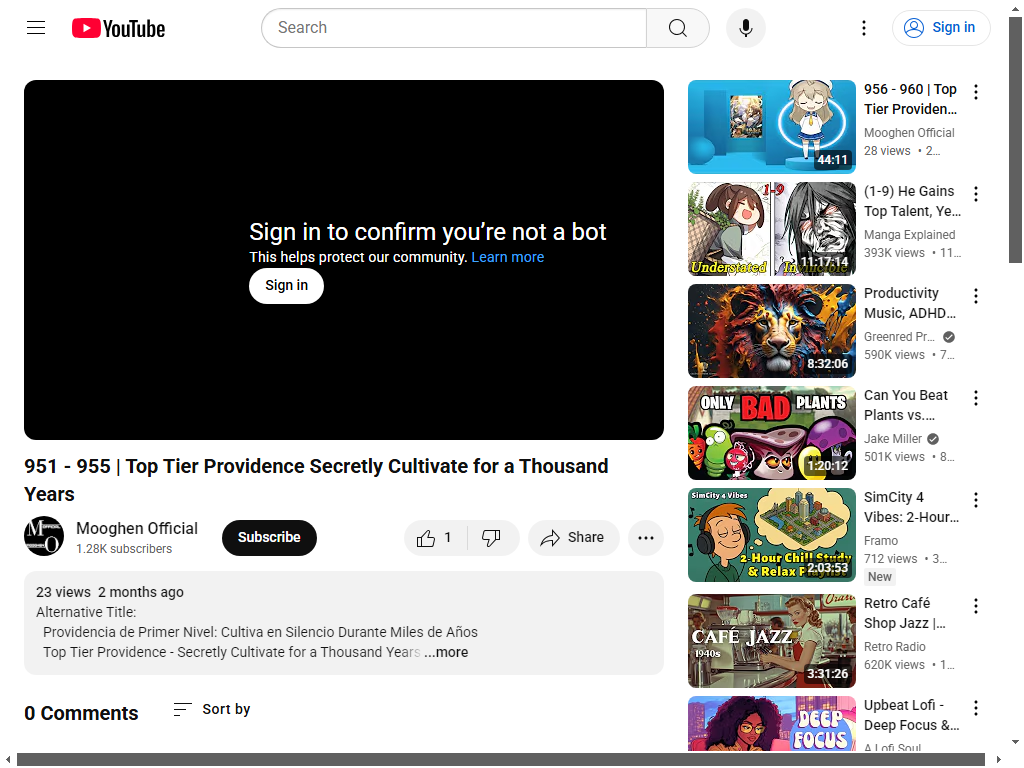 YouTube
Search
Sign in
Sign in to confirm you’re not a bot
This helps protect our community. Learn more
Sign in
951 - 955 | Top Tier Providence Secretly Cultivate for a Thousand
Years
Mooghen Official
1.28K subscribers
Subscribe
1
Share
23 views 2 months ago
Alternative Title:
Providencia de Primer Nivel: Cultiva en Silencio Durante Miles de Años
Top Tier Providence - Secretly Cultivate for a Thousand Years ...more
0 Comments
Sort by
44:11
956 - 960 | Top
Tier Providen…
Mooghen Official
28 views • 2…
1-9
Understated
11:17:14
(1-9) He Gains
Top Talent, Ye…
Manga Explained
393K views • 11…
8:32:06
Productivity
Music, ADHD…
Greenred Pr…
590K views • 7…
ONLY BAD PLANTS
1:20:12
Can You Beat
Plants vs.…
Jake Miller
501K views • 8…
SimCity 4 Vibes
2-Hour Chill Study
& Relax
2:03:53
SimCity 4
Vibes: 2-Hour…
Framo
712 views • 3…
New
CAFÉ JAZZ
1940s
3:31:26
Retro Café
Shop Jazz |…
Retro Radio
620K views • 1…
DEEP
FOCUS
Upbeat Lofi -
Deep Focus &…
A Lofi Soul